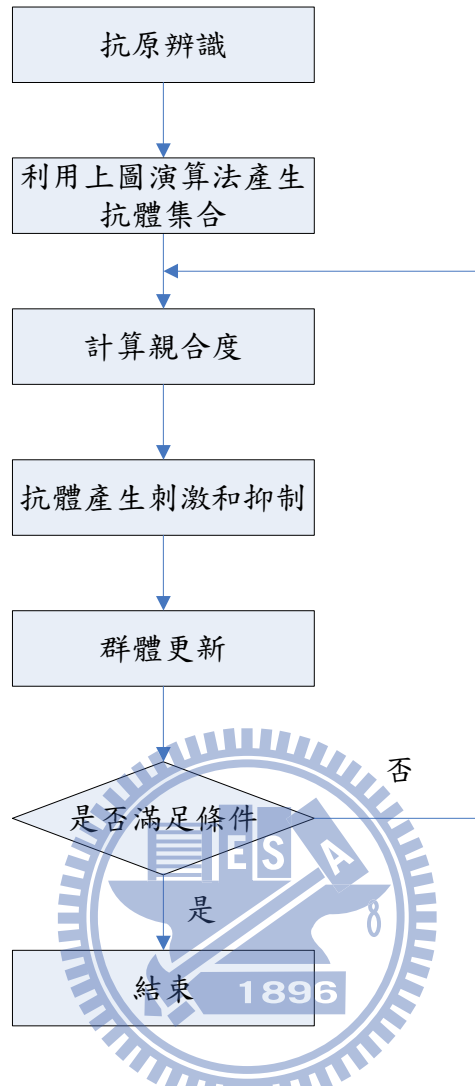 抗原辨識
利用上圖演算法產生
抗體集合
計算親合度
抗體產生刺激和抑制
群體更新
否
是否滿足條件
ESA
8
是
結束
1896